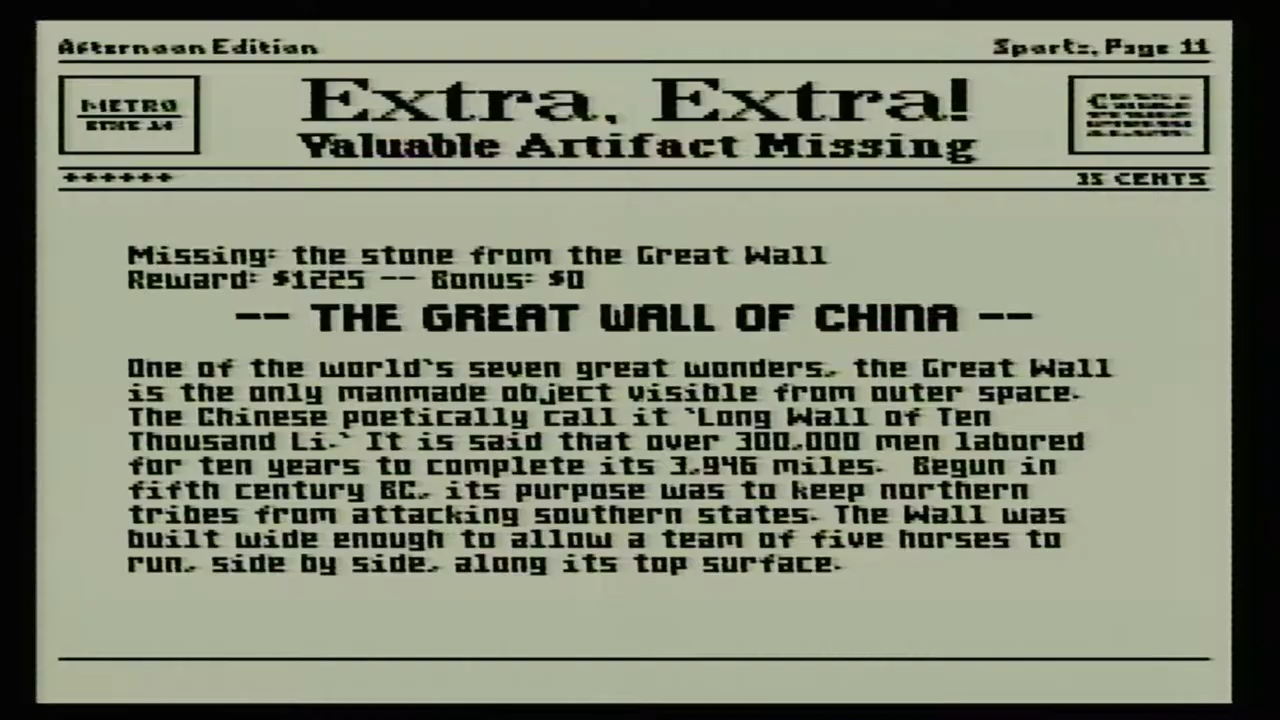 Afternoon Edition
Sports, Page 11
METRO
Extra, Extra!
Valuable Artifact Missing
++++++
35 CENTS
Missing: the stone from the Great Wall
Reward: $1225 -- Bonus: $0
-- THE GREAT WALL OF CHINA --
One of the world`s seven great wonders, the Great Wall
is the only manmade object visible from outer space.
The Chinese poetically call it `Long Wall of Ten
Thousand Li.` It is said that over 300,000 men labored
for ten years to complete its 3,946 miles. Begun in
fifth century BC, its purpose was to keep northern
tribes from attacking southern states. The Wall was
built wide enough to allow a team of five horses to
run, side by side, along its top surface.